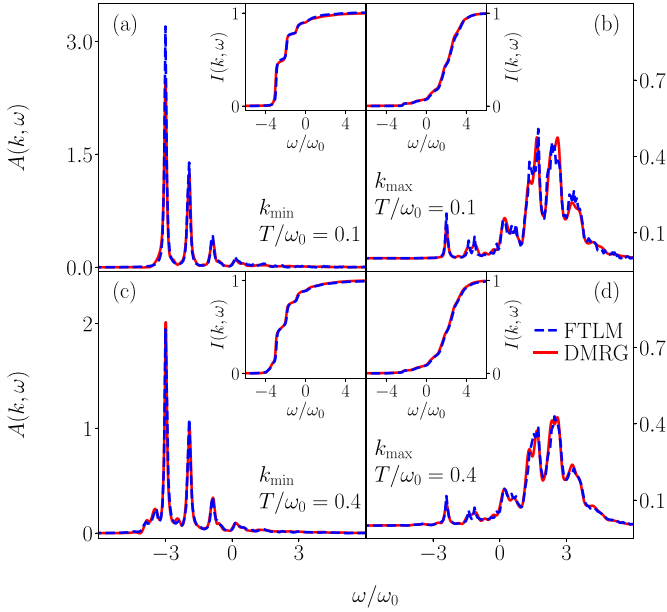 (a)
A(k, ω)
3.0
1.5
0.0
I(k, ω)
1
0
−4 0 4
ω/ω₀
k_min
T/ω₀ = 0.1
(b)
1
0
I(k, ω)
−4 0 4
ω/ω₀
k_max
T/ω₀ = 0.1
0.7
0.4
0.1
(c)
A(k, ω)
2
1
0
I(k, ω)
1
0
−4 0 4
ω/ω₀
k_min
T/ω₀ = 0.4
−3 0 3
(d)
1
0
I(k, ω)
−4 0 4
ω/ω₀
FTLM
DMRG
k_max
T/ω₀ = 0.4
0.7
0.4
0.1
−3 0 3
ω/ω₀